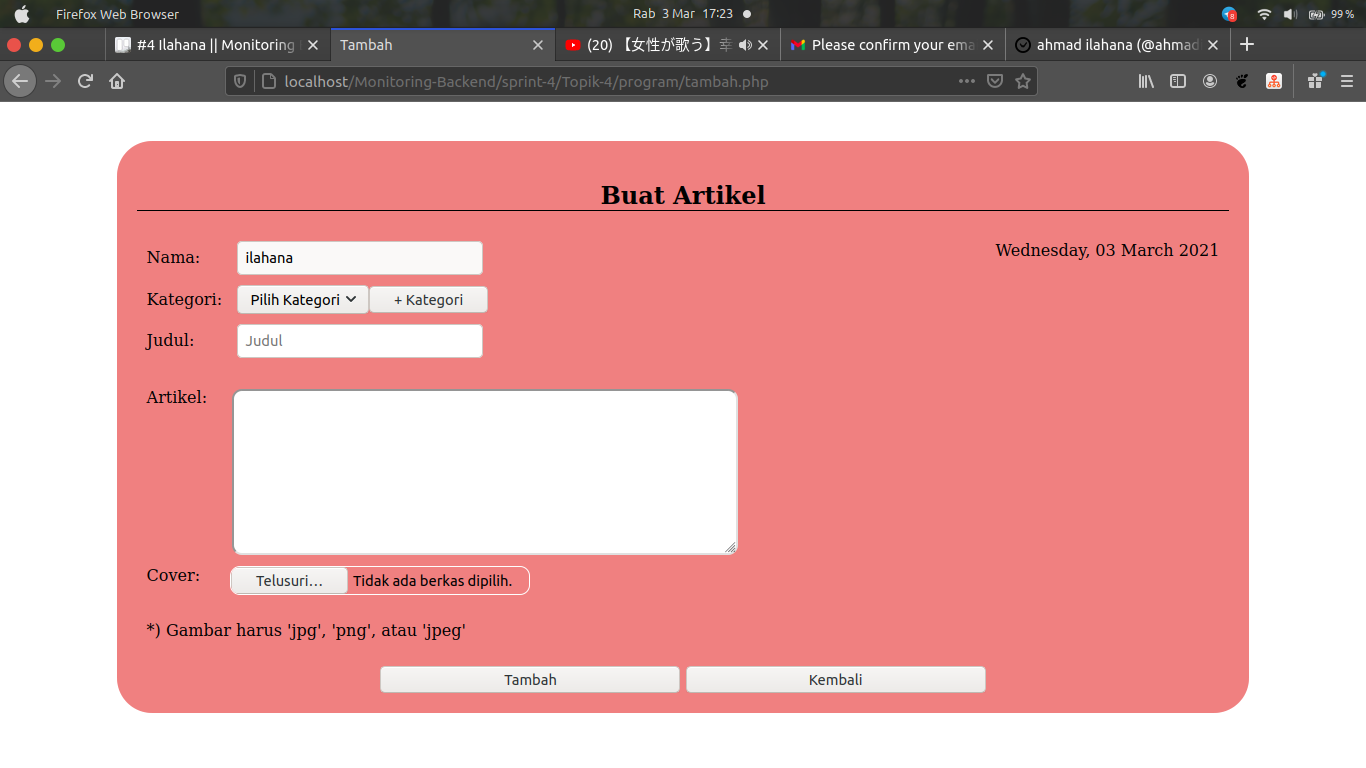 Firefox Web Browser
Rab 3 Mar 17:23
8
99 %
#4 Ilahana || Monitoring
Tambah
(20) 【女性が歌う】幸
Please confirm your ema
ahmad ilahana (@ahmad
localhost/Monitoring-Backend/sprint-4/Topik-4/program/tambah.php
Buat Artikel
Wednesday, 03 March 2021
Nama: ilahana
Kategori: Pilih Kategori + Kategori
Judul: Judul
Artikel:
Cover: Telusuri... Tidak ada berkas dipilih.
*) Gambar harus 'jpg', 'png', atau 'jpeg'
Tambah Kembali